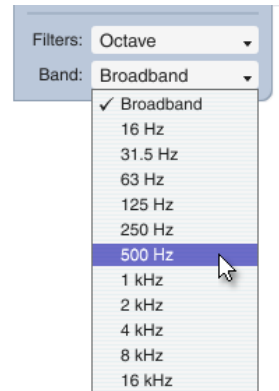 Filters: Octave
Band: Broadband
✓ Broadband
16 Hz
31.5 Hz
63 Hz
125 Hz
250 Hz
500 Hz
1 kHz
2 kHz
4 kHz
8 kHz
16 kHz